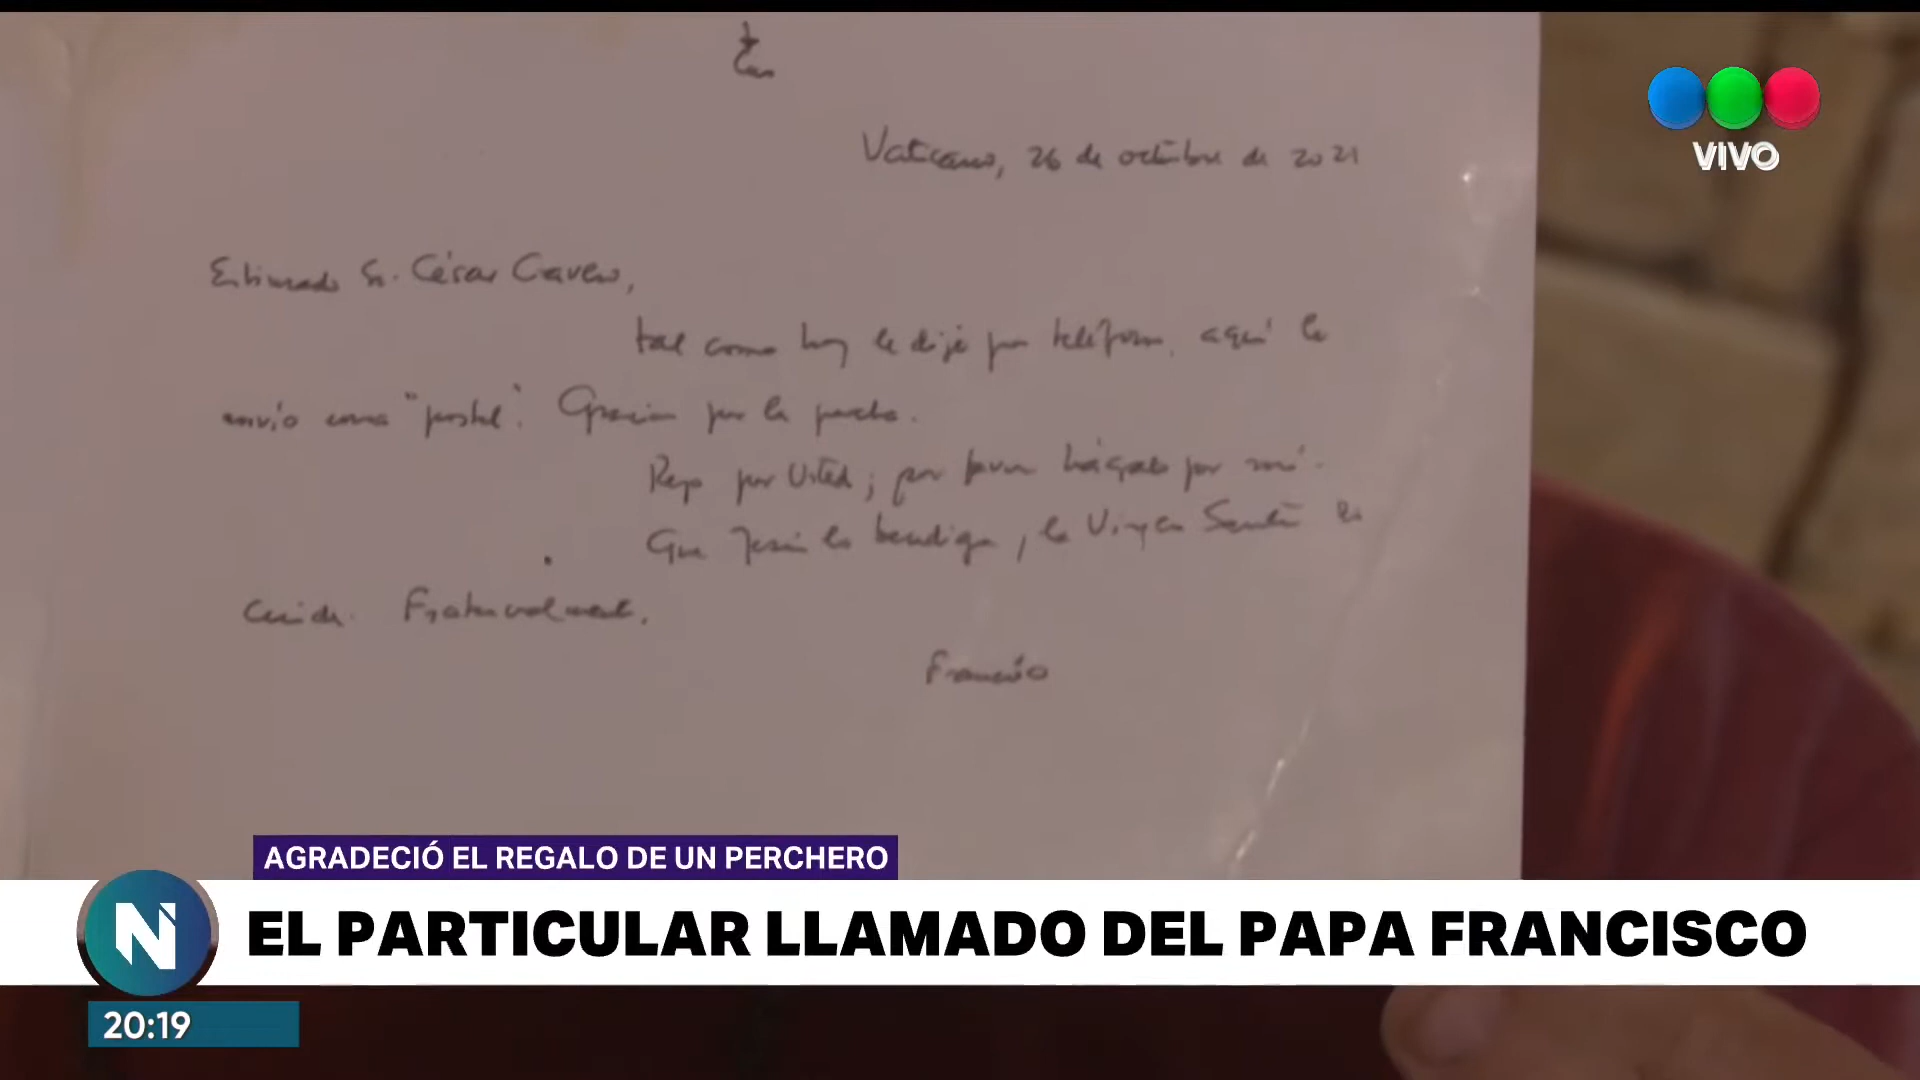 VIVO
Vaticano, 26 de octubre de 2021
Estimado Sr. César Cravero,
tal como hoy le dije por teléfono, aquí le
envío como "postal". Gracias por la
Rezo por Usted; por favor hágalo por mí.
Que Jesús lo bendiga, la Virgen Santa lo
cuide. Fraternalmente,
Francisco
AGRADECIÓ EL REGALO DE UN PERCHERO
N EL PARTICULAR LLAMADO DEL PAPA FRANCISCO
20:19